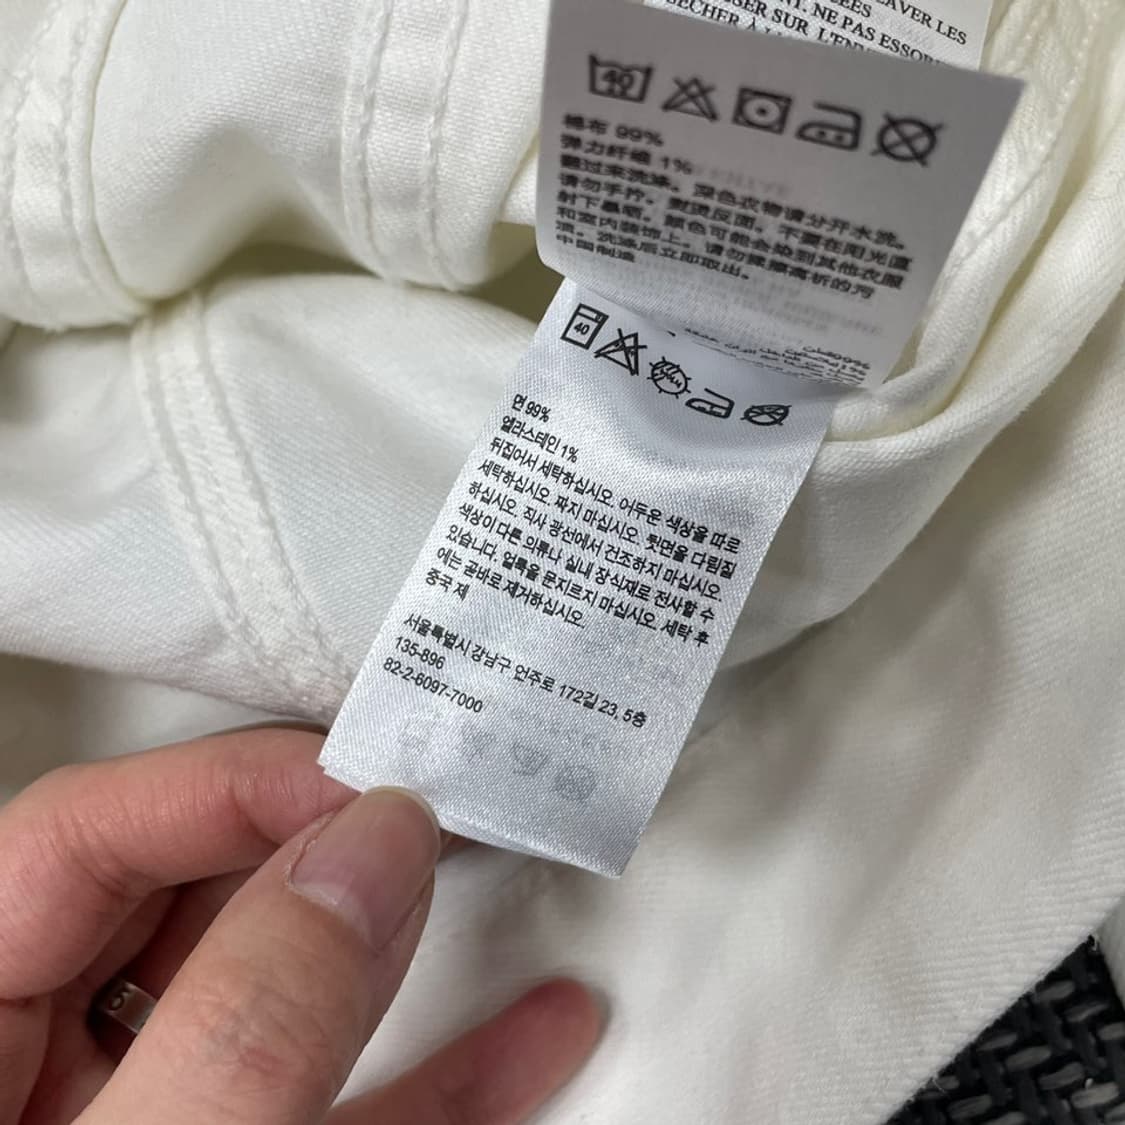 LAVER LES
NE PAS ESSOR
SER SUR L'ENV
SÉCHER À L
40
綿布 99%
弹力纤维 1%
翻过来洗涤。深色衣物请分开水洗。
请勿手拧。熨烫反面。不要在阳光直
射下曝晒。颜色可能会染到其他衣服
和室内装饰上。请勿揉擦高折的污
渍。洗涤后立即取出。
中国制造
40
면 99%
엘라스테인 1%
뒤집어서 세탁하십시오. 어두운 색상을 따로
세탁하십시오. 짜지 마십시오. 뒷면을 다림질
하십시오. 직사 광선에서 건조하지 마십시오.
색상이 다른 의류나 실내 장식재로 전사할 수
있습니다. 얼룩을 문지르지 마십시오. 세탁 후
에는 곧바로 제거하십시오.
중국 제
서울특별시 강남구 언주로 172길 23, 5층
135-896
82-2-6097-7000